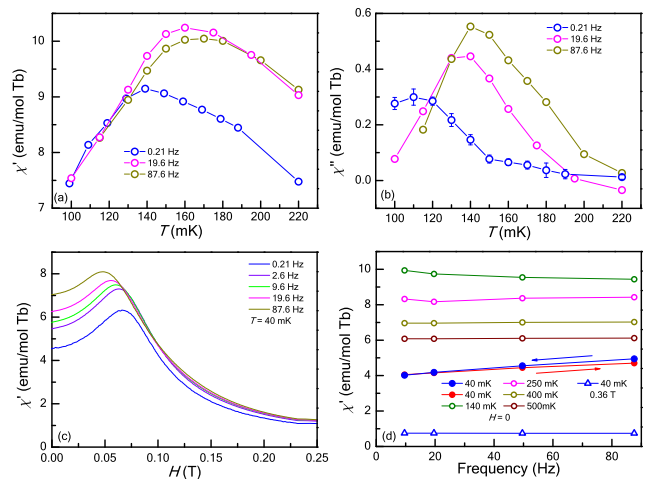 10
9
8
7
100 120 140 160 180 200 220
T (mK)
χ' (emu/mol Tb)
(a)
0.21 Hz
19.6 Hz
87.6 Hz
0.6
0.4
0.2
0.0
100 120 140 160 180 200 220
T (mK)
χ" (emu/mol Tb)
(b)
0.21 Hz
19.6 Hz
87.6 Hz
8
6
4
2
0
0.00 0.05 0.10 0.15 0.20 0.25
H (T)
χ' (emu/mol Tb)
(c)
0.21 Hz
2.6 Hz
9.6 Hz
19.6 Hz
87.6 Hz
T = 40 mK
10
8
6
4
2
0
0 20 40 60 80
Frequency (Hz)
χ' (emu/mol Tb)
(d)
40 mK 250 mK 40 mK
40 mK 400 mK 0.36 T
140 mK 500mK
H = 0